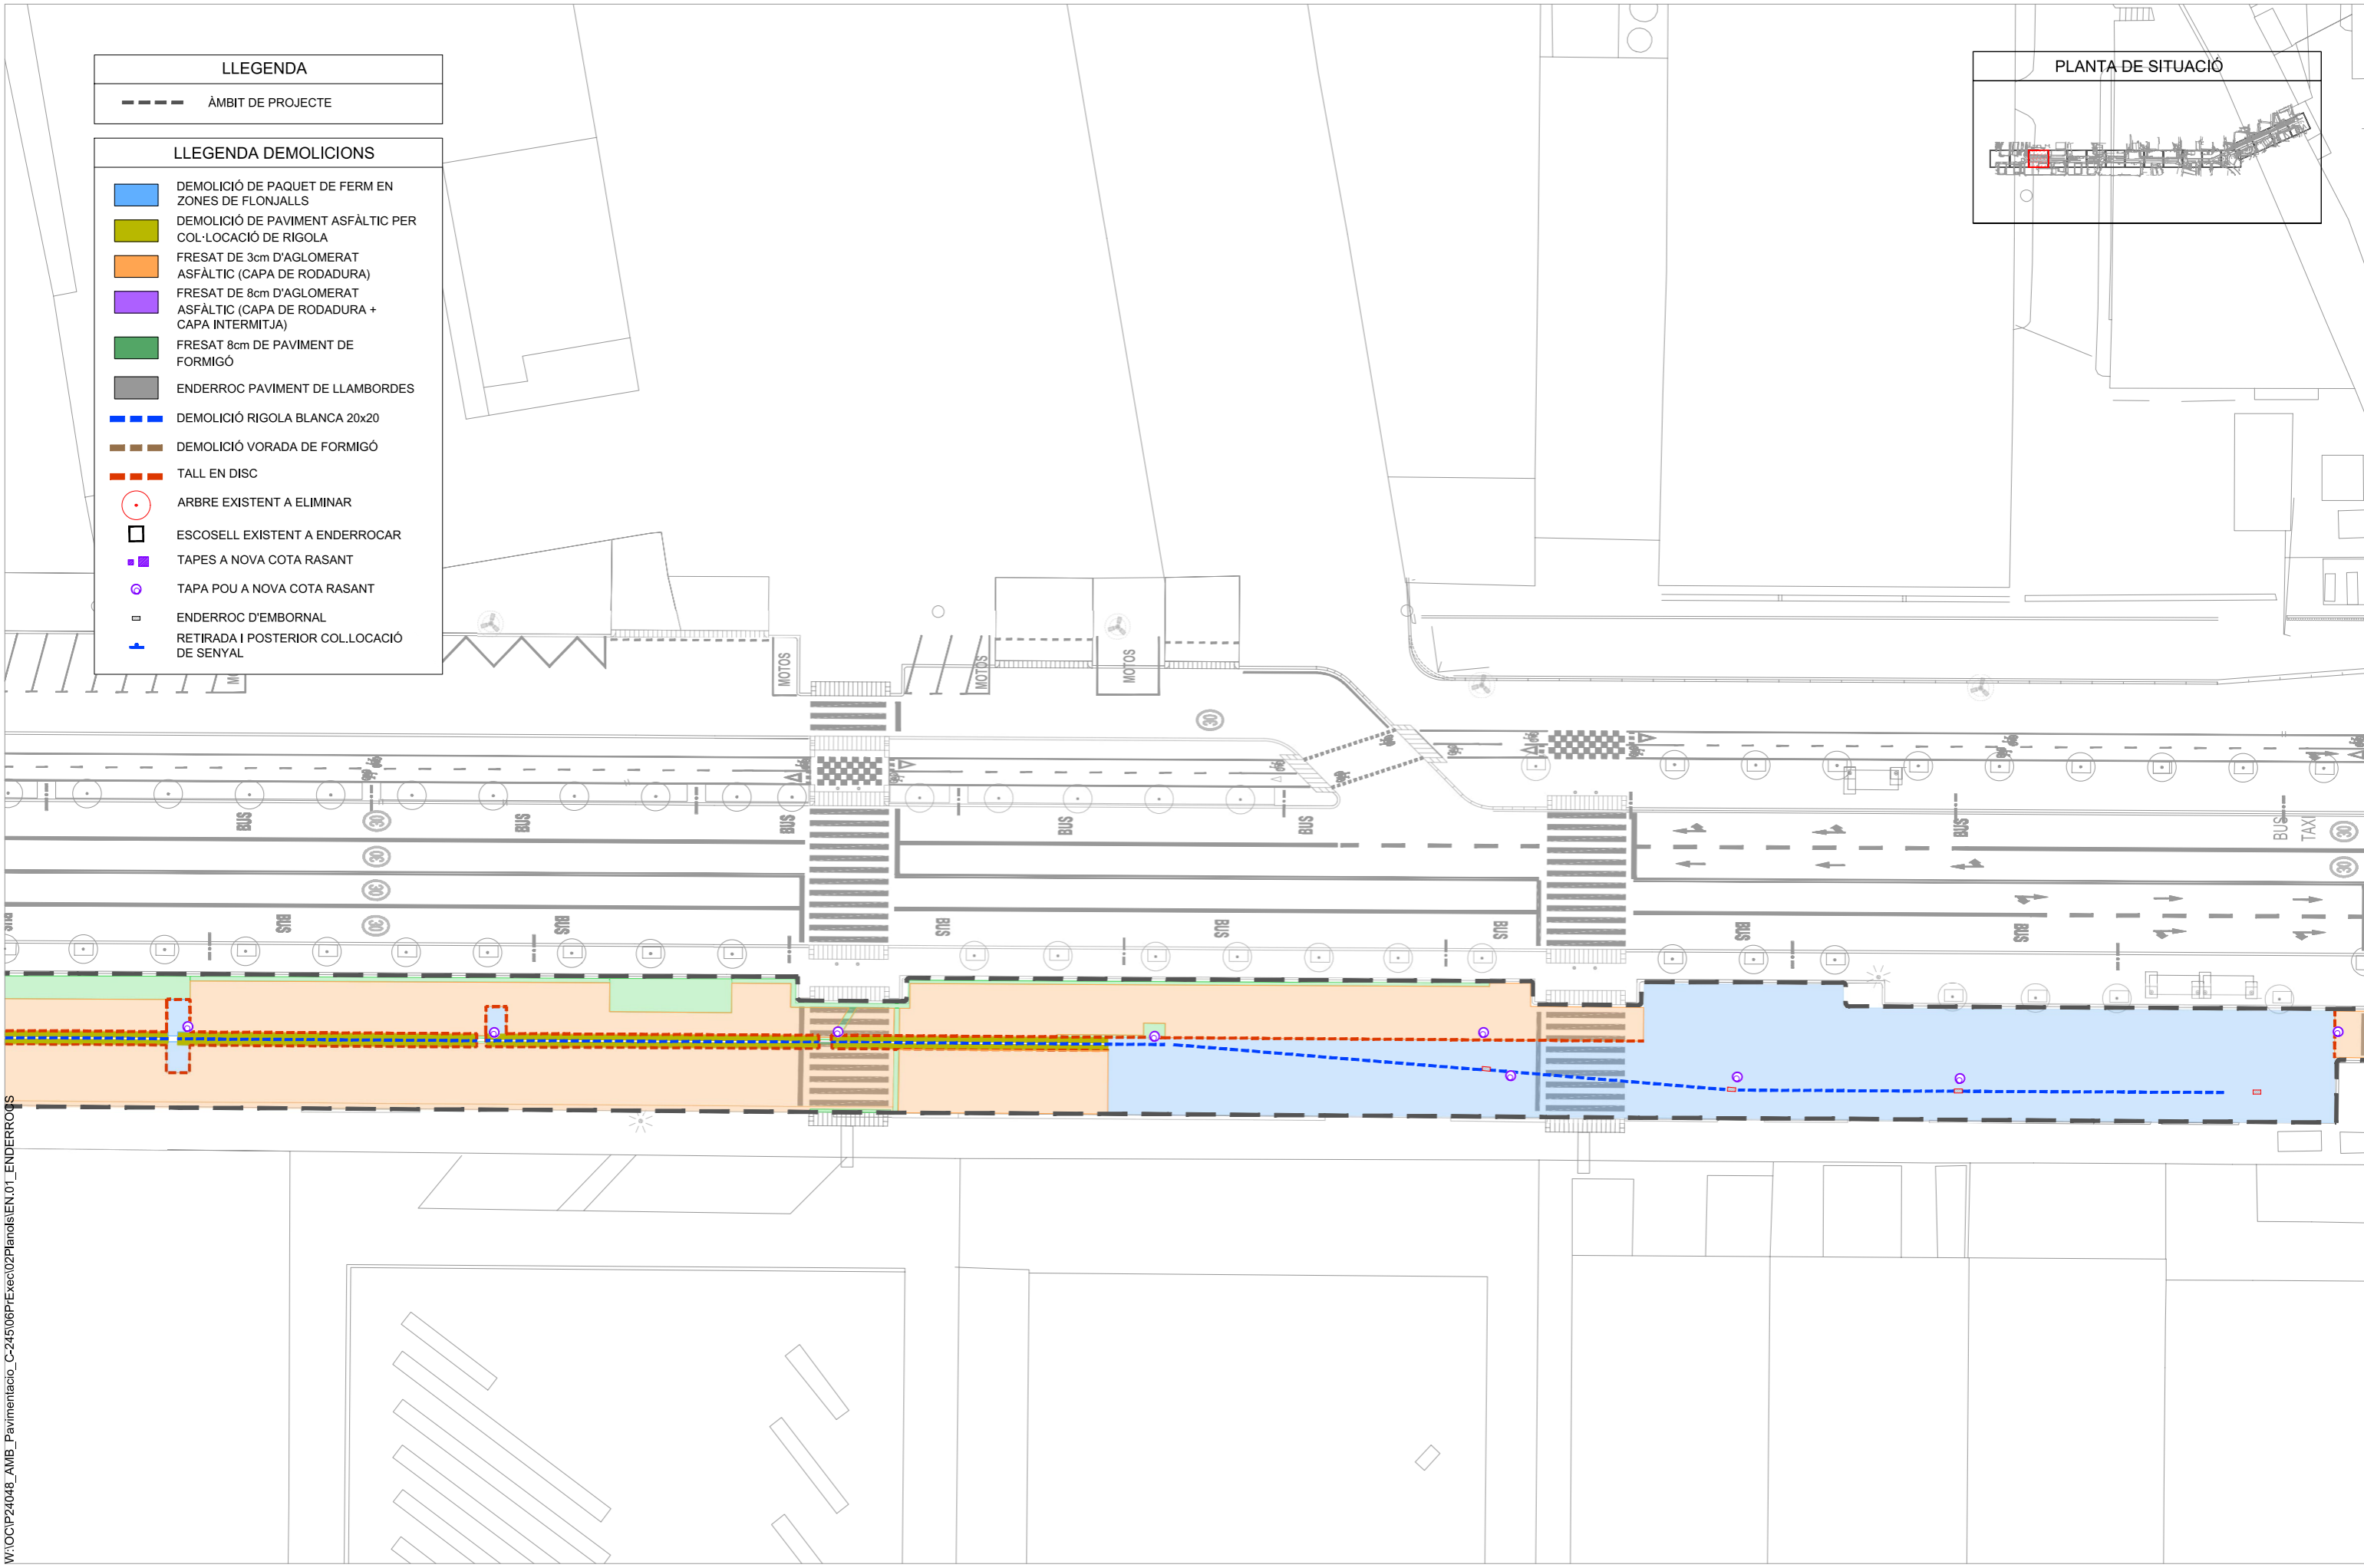 LLEGENDA
ÀMBIT DE PROJECTE
LLEGENDA DEMOLICIONS
DEMOLICIÓ DE PAQUET DE FERM EN
ZONES DE FLONJALLS
DEMOLICIÓ DE PAVIMENT ASFÀLTIC PER
COL·LOCACIÓ DE RIGOLA
FRESAT DE 3cm D'AGLOMERAT
ASFÀLTIC (CAPA DE RODADURA)
FRESAT DE 8cm D'AGLOMERAT
ASFÀLTIC (CAPA DE RODADURA +
CAPA INTERMITJA)
FRESAT 8cm DE PAVIMENT DE
FORMIGÓ
ENDERROC PAVIMENT DE LLAMBORDES
DEMOLICIÓ RIGOLA BLANCA 20x20
DEMOLICIÓ VORADA DE FORMIGÓ
TALL EN DISC
ARBRE EXISTENT A ELIMINAR
ESCOSELL EXISTENT A ENDERROCAR
TAPES A NOVA COTA RASANT
TAPA POU A NOVA COTA RASANT
ENDERROC D'EMBORNAL
RETIRADA I POSTERIOR COL.LOCACIÓ
DE SENYAL
PLANTA DE SITUACIÓ
MOTOS
MOTOS
MOTOS
30
BUS
30
BUS
BUS
BUS
BUS
BUS
BUS
TAXI
30
30
30
30
30
BUS
BUS
BUS
BUS
BUS
BUS
BUS
BUS
W:\OC\P24048_AMB_Pavimentacio_C-245\06PrExec\02Planols\EN.01_ENDERROCS